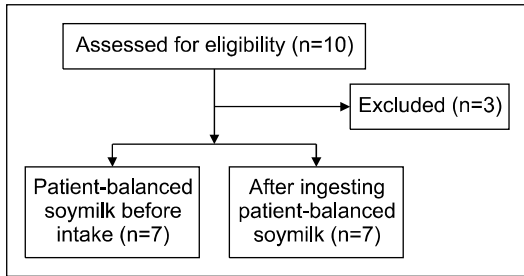 Assessed for eligibility (n=10)
Excluded (n=3)
Patient-balanced
soymilk before
intake (n=7)
After ingesting
patient-balanced
soymilk (n=7)